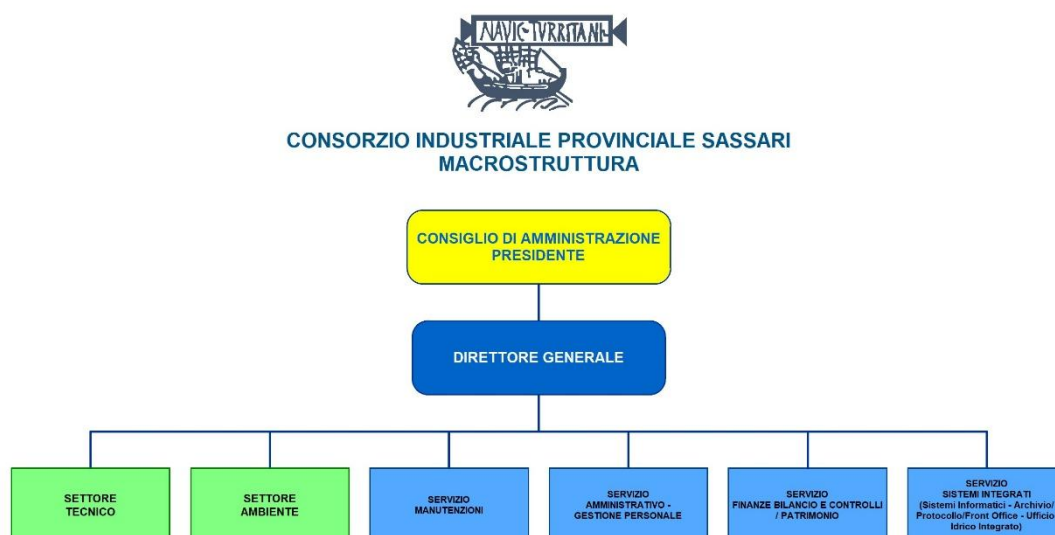 NAVIC·TVRRITANI
CONSORZIO INDUSTRIALE PROVINCIALE SASSARI
MACROSTRUTTURA
CONSIGLIO DI AMMINISTRAZIONE
PRESIDENTE
DIRETTORE GENERALE
SETTORE
TECNICO
SETTORE
AMBIENTE
SERVIZIO
MANUTENZIONI
SERVIZIO
AMMINISTRATIVO -
GESTIONE PERSONALE
SERVIZIO
FINANZE BILANCIO E CONTROLLI
/ PATRIMONIO
SERVIZIO
SISTEMI INTEGRATI
(Sistemi Informatici - Archivio/
Protocollo/Front Office - Ufficio
Idrico Integrato)